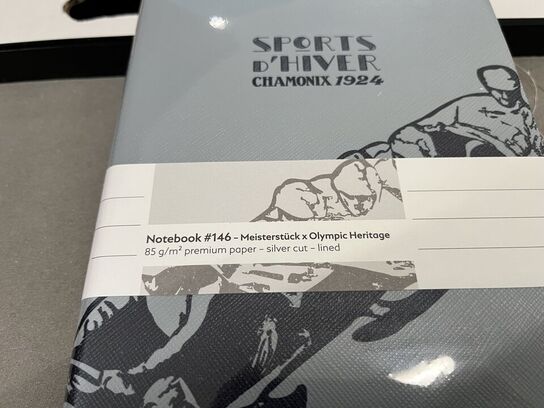 SPORTS
D'HIVER
CHAMONIX 1924
Notebook #146 – Meisterstück x Olympic Heritage
85 g/m² premium paper – silver cut – lined